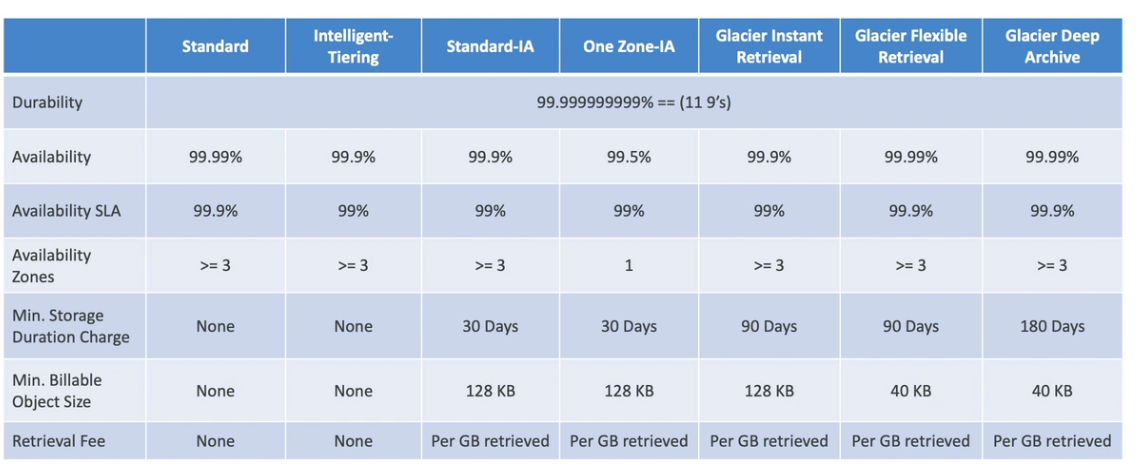 Standard Intelligent-Tiering Standard-IA One Zone-IA Glacier Instant Retrieval Glacier Flexible Retrieval Glacier Deep Archive
Durability 99.999999999% == (11 9’s)
Availability 99.99% 99.9% 99.9% 99.5% 99.9% 99.99% 99.99%
Availability SLA 99.9% 99% 99% 99% 99% 99.9% 99.9%
Availability Zones >= 3 >= 3 >= 3 1 >= 3 >= 3 >= 3
Min. Storage Duration Charge None None 30 Days 30 Days 90 Days 90 Days 180 Days
Min. Billable Object Size None None 128 KB 128 KB 128 KB 40 KB 40 KB
Retrieval Fee None None Per GB retrieved Per GB retrieved Per GB retrieved Per GB retrieved Per GB retrieved